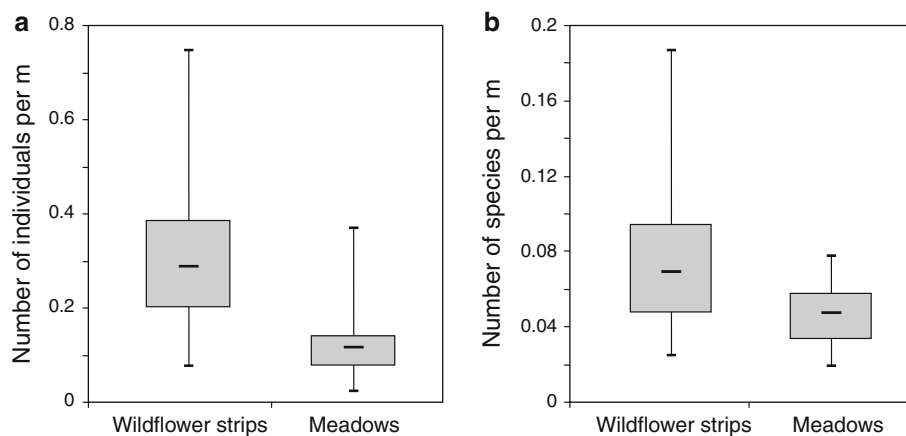 a
Number of individuals per m
0.8
0.6
0.4
0.2
0
Wildflower strips
Meadows
b
Number of species per m
0.2
0.16
0.12
0.08
0.04
0
Wildflower strips
Meadows